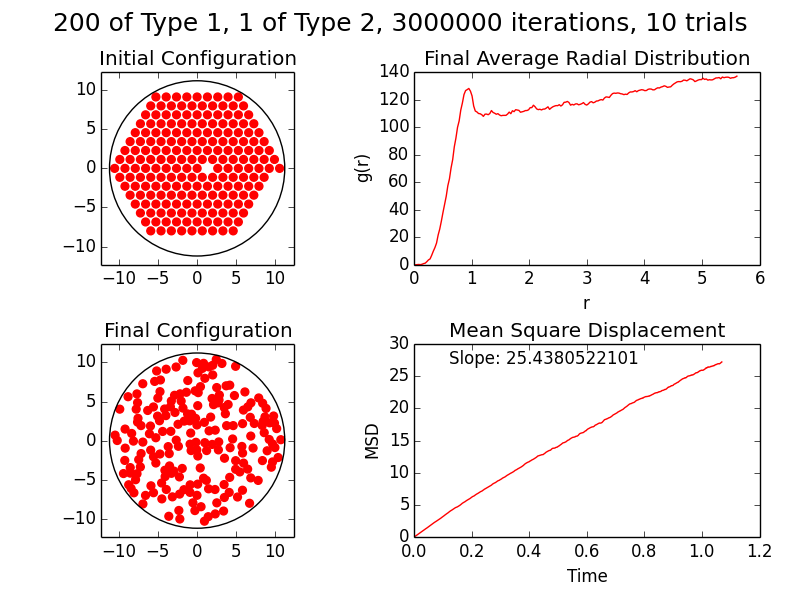 200 of Type 1, 1 of Type 2, 3000000 iterations, 10 trials
Initial Configuration
10
5
0
−5
−10
−10 −5 0 5 10
Final Average Radial Distribution
g(r)
140
120
100
80
60
40
20
0
0 1 2 3 4 5 6
r
Final Configuration
10
5
0
−5
−10
−10 −5 0 5 10
Mean Square Displacement
Slope: 25.4380522101
MSD
30
25
20
15
10
5
0
0.0 0.2 0.4 0.6 0.8 1.0 1.2
Time